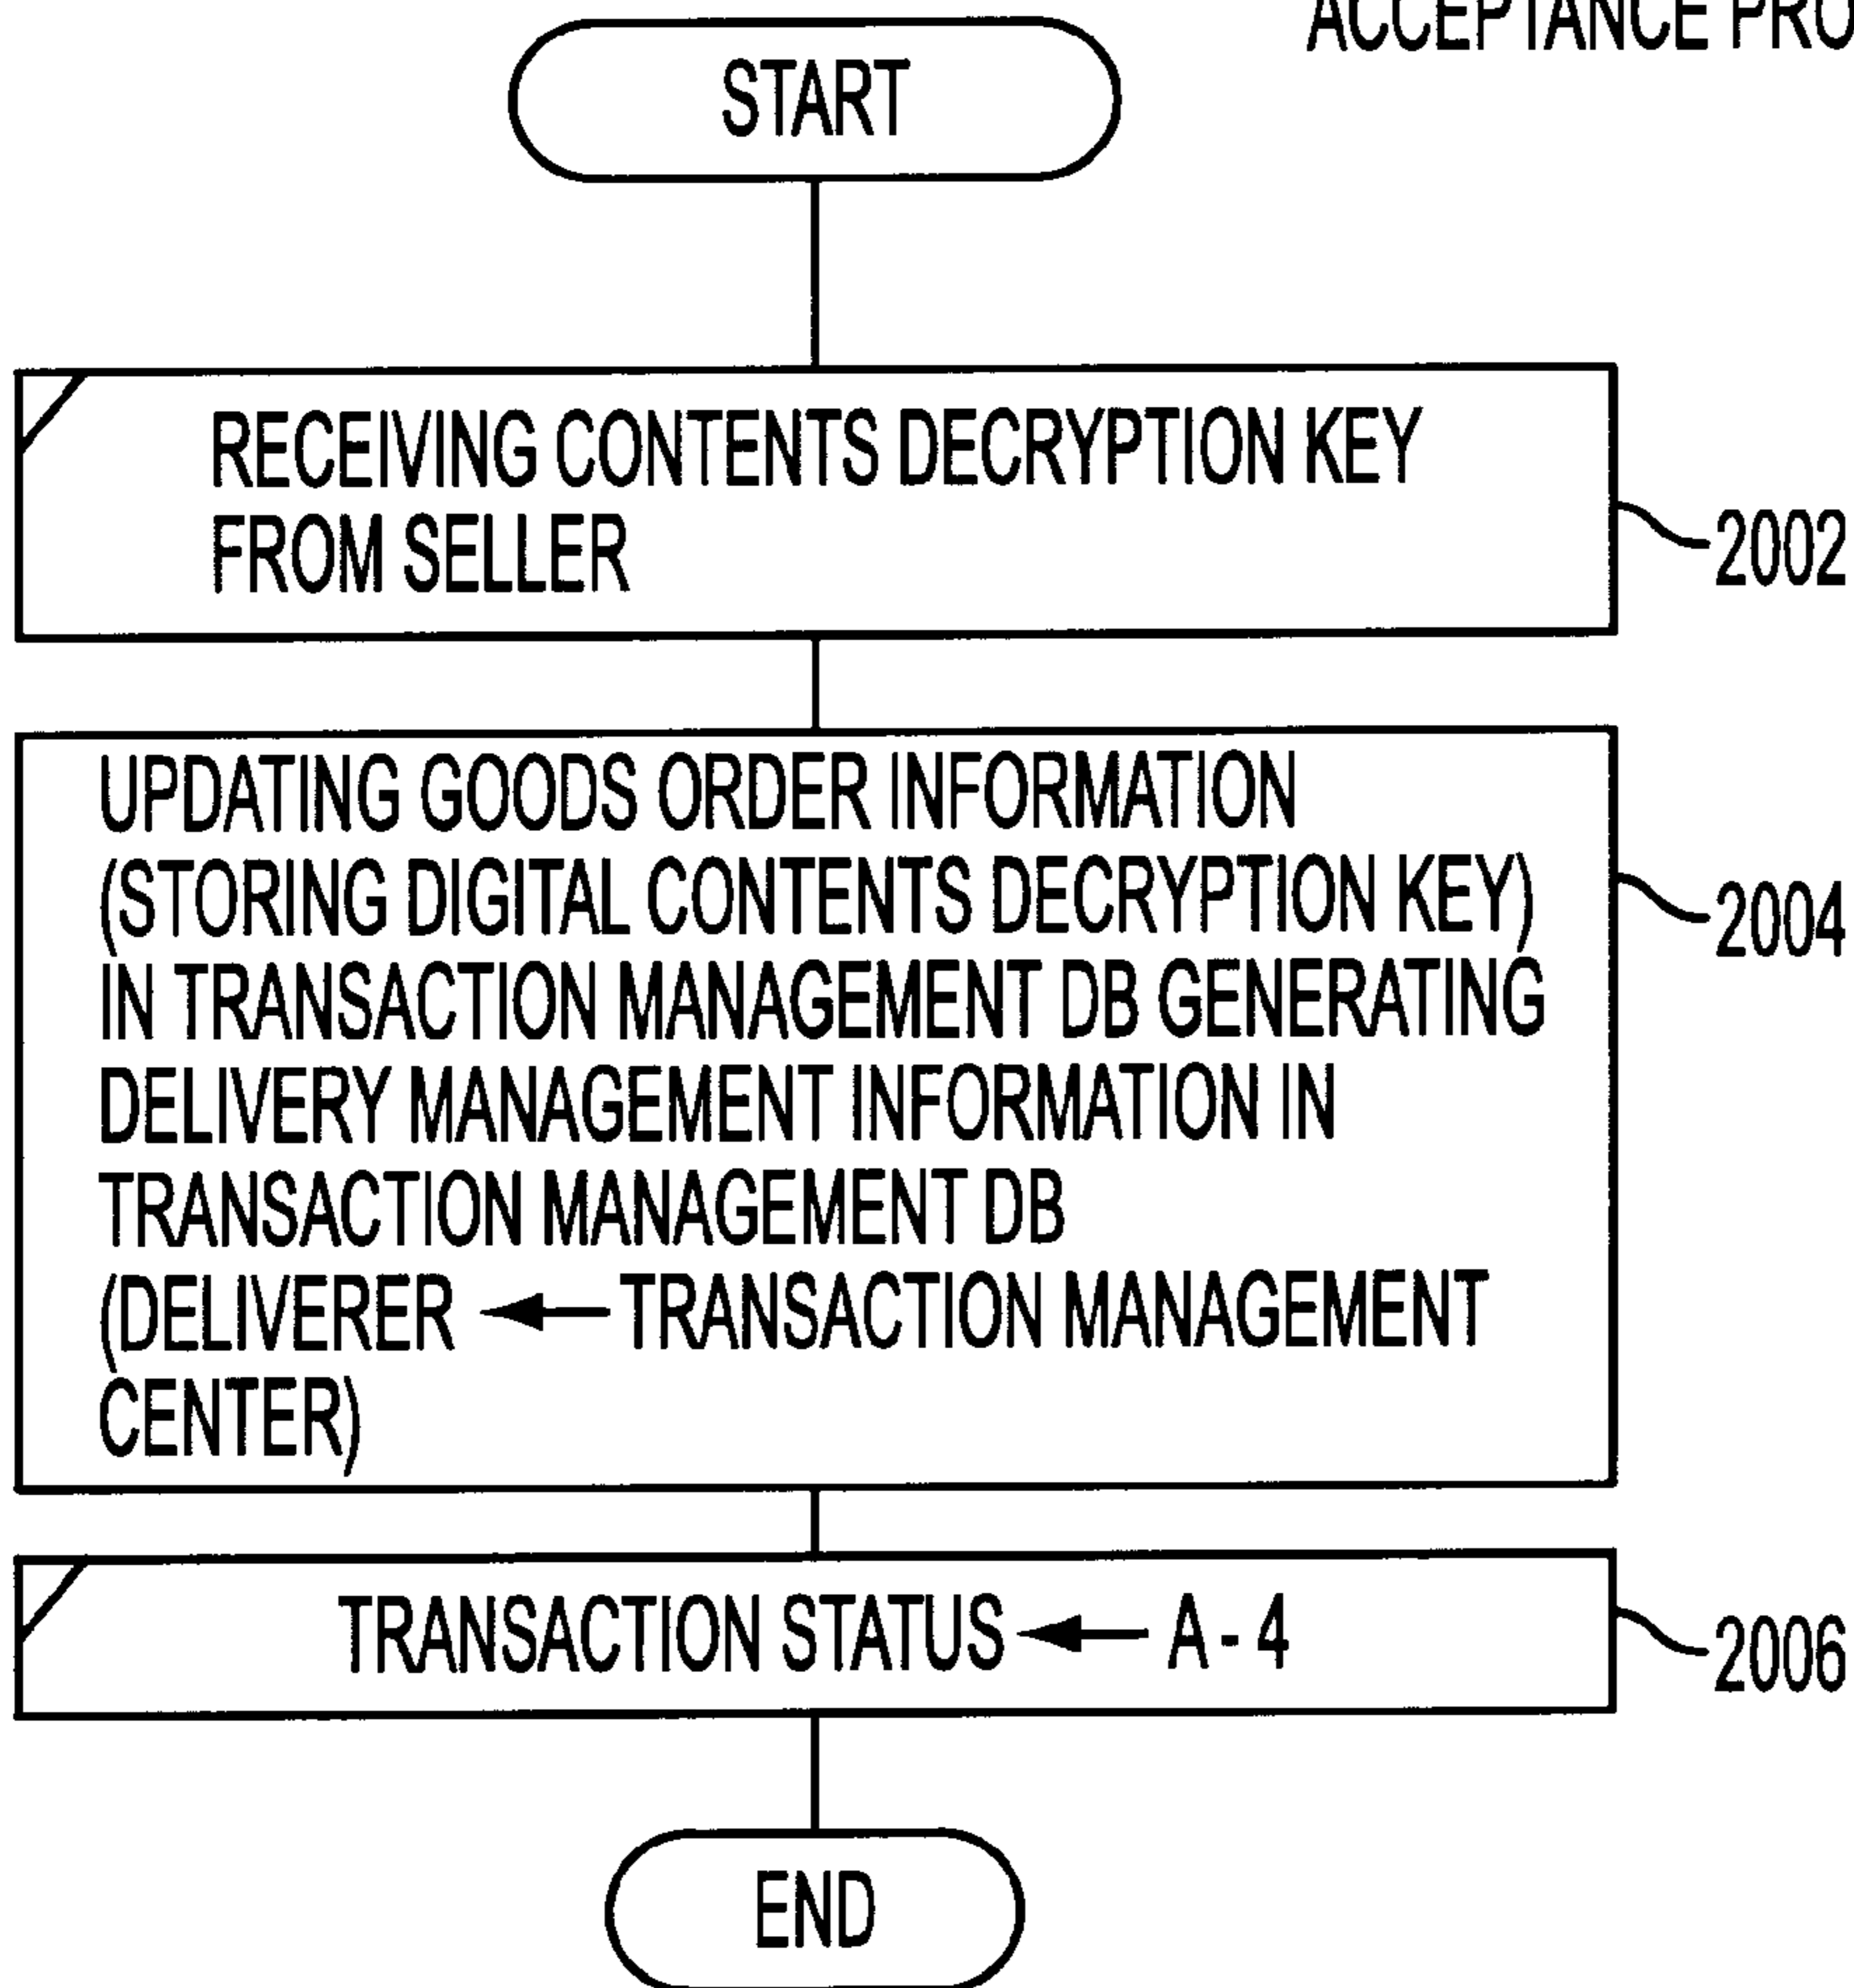 ACCEPTANCE
START
RECEIVING CONTENTS DECRYPTION KEY
FROM SELLER
2002
UPDATING GOODS ORDER INFORMATION
(STORING DIGITAL CONTENTS DECRYPTION KEY)
IN TRANSACTION MANAGEMENT DB GENERATING
DELIVERY MANAGEMENT INFORMATION IN
TRANSACTION MANAGEMENT DB
(DELIVERER ← TRANSACTION MANAGEMENT
CENTER)
2004
TRANSACTION STATUS ← A - 4
2006
END